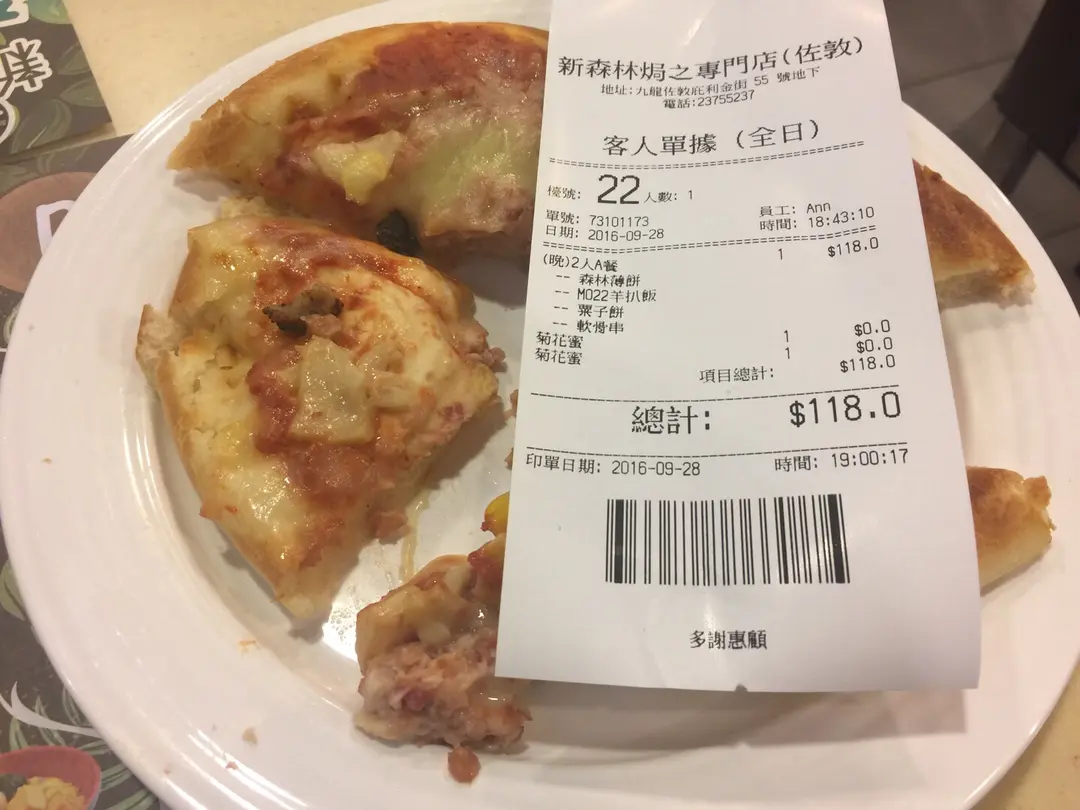 新森林焗之專門店(佐敦)
地址:九龍佐敦庇利金街 55 號地下
電話:23755237
客人單據 (全日)
檯號: 22 人數: 1
單號: 73101173 員工: Ann
日期: 2016-09-28 時間: 18:43:10
(晚)2人A餐 1 $118.0
-- 森林薄餅
-- M022羊扒飯
-- 粟子餅
-- 軟骨串
菊花蜜 1 $0.0
菊花蜜 1 $0.0
項目總計: $118.0
總計: $118.0
印單日期: 2016-09-28 時間: 19:00:17
多謝惠顧